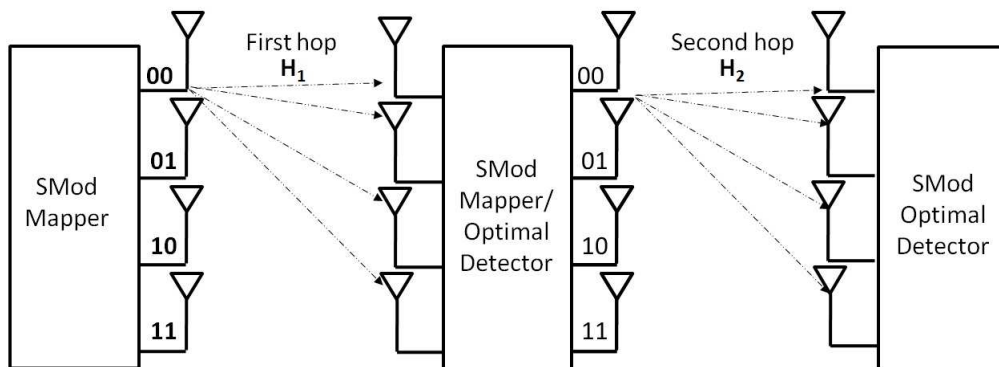 First hop
H1
Second hop
H2
00
01
10
11
SMod
Mapper
00
01
10
11
SMod
Mapper/
Optimal
Detector
SMod
Optimal
Detector